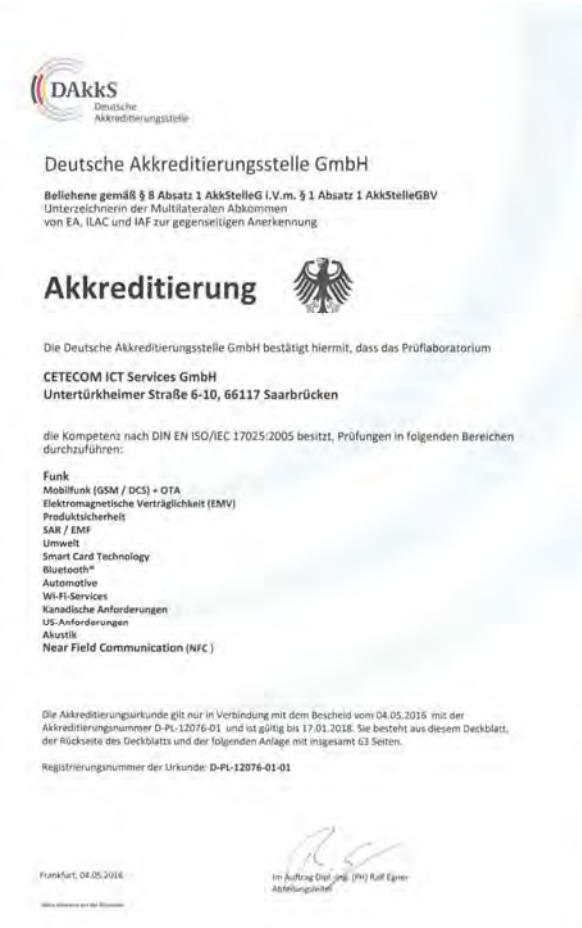 DAkkS
Deutsche
Akkreditierungsstelle
Deutsche Akkreditierungsstelle GmbH
Beliehene gemäß § 8 Absatz 1 AkkStelleG i.V.m. § 1 Absatz 1 AkkStelleGBV
Unterzeichnerin der Multilateralen Abkommen
von EA, ILAC und IAF zur gegenseitigen Anerkennung
Akkreditierung
Die Deutsche Akkreditierungsstelle GmbH bestätigt hiermit, dass das Prüflaboratorium
CETECOM ICT Services GmbH
Untertürkheimer Straße 6-10, 66117 Saarbrücken
die Kompetenz nach DIN EN ISO/IEC 17025:2005 besitzt, Prüfungen in folgenden Bereichen
durchzuführen:
Funk
Mobilfunk (GSM / DCS) + OTA
Elektromagnetische Verträglichkeit (EMV)
Produktsicherheit
SAR / EMF
Umwelt
Smart Card Technology
Bluetooth®
Automotive
Wi-Fi-Services
Kanadische Anforderungen
US-Anforderungen
Akustik
Near Field Communication (NFC )
Die Akkreditierungsurkunde gilt nur in Verbindung mit dem Bescheid vom 04.05.2016 mit der
Akkreditierungsnummer D-PL-12076-01 und ist gültig bis 17.01.2018. Sie besteht aus diesem Deckblatt,
der Rückseite des Deckblatts und der folgenden Anlage mit insgesamt 63 Seiten.
Registrierungsnummer der Urkunde: D-PL-12076-01-01
Frankfurt, 04.05.2016
Im Auftrag Dipl.-Ing. (FH) Ralf Egner
Abteilungsleiter